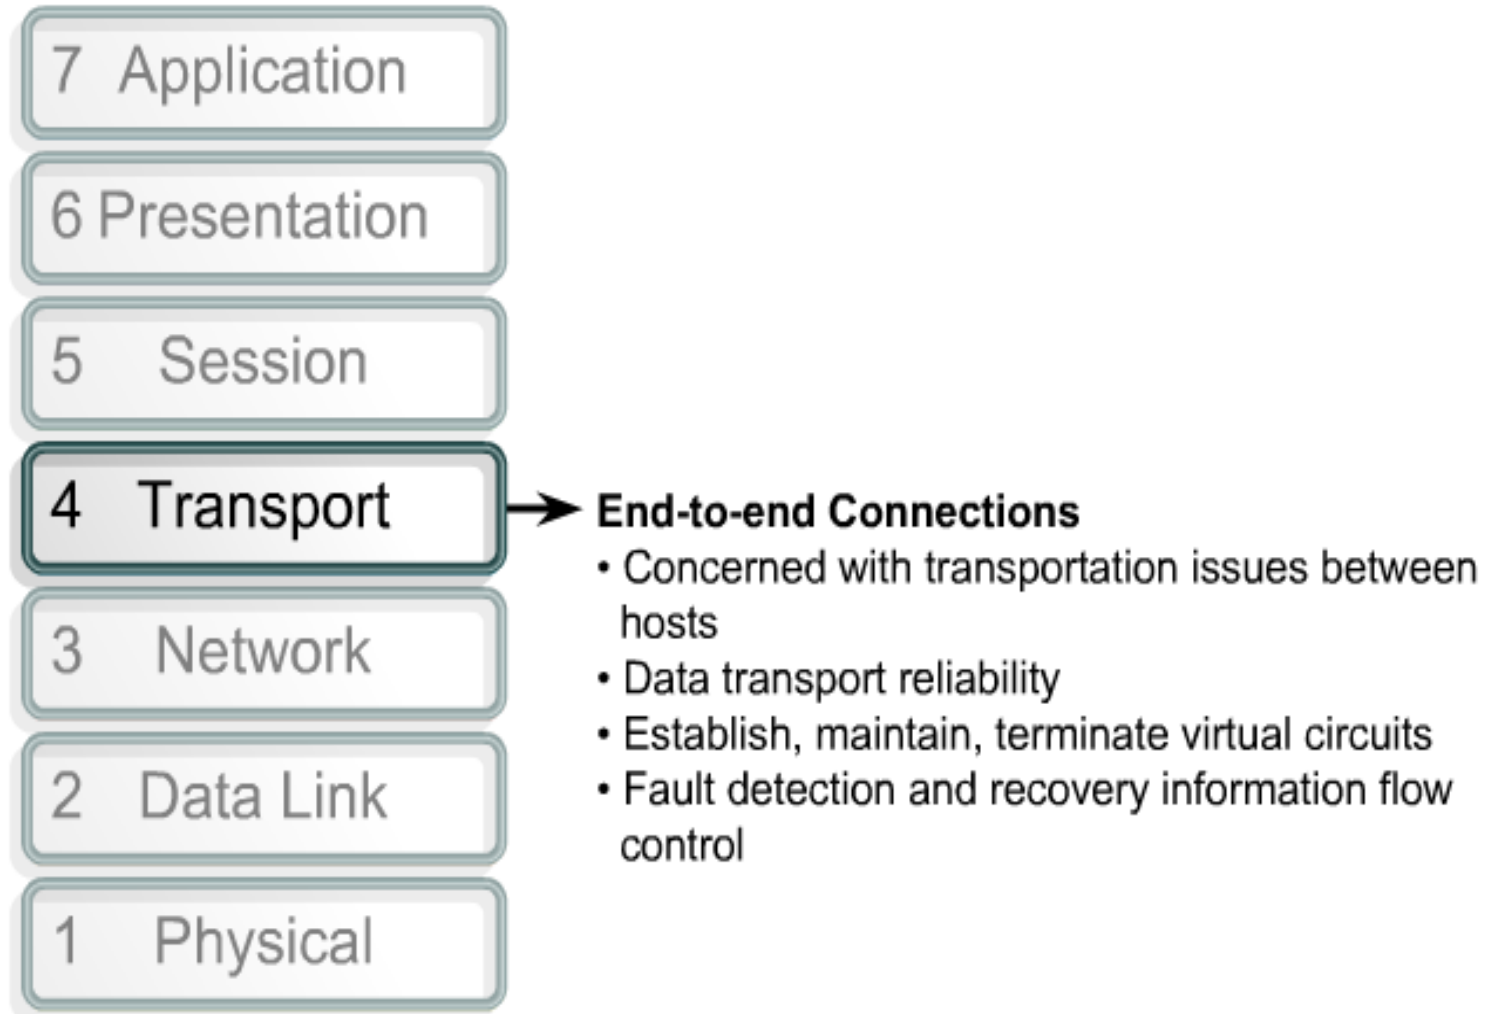 7 Application
6 Presentation
5 Session
4 Transport
End-to-end Connections
• Concerned with transportation issues between
hosts
• Data transport reliability
• Establish, maintain, terminate virtual circuits
• Fault detection and recovery information flow
control
3 Network
2 Data Link
1 Physical